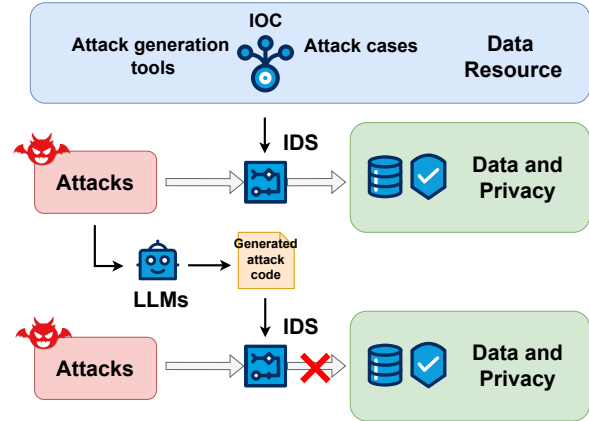 IOC
Attack generation
tools
Attack cases
Data
Resource
IDS
Attacks
Data and
Privacy
Generated
attack
code
LLMs
IDS
Attacks
Data and
Privacy